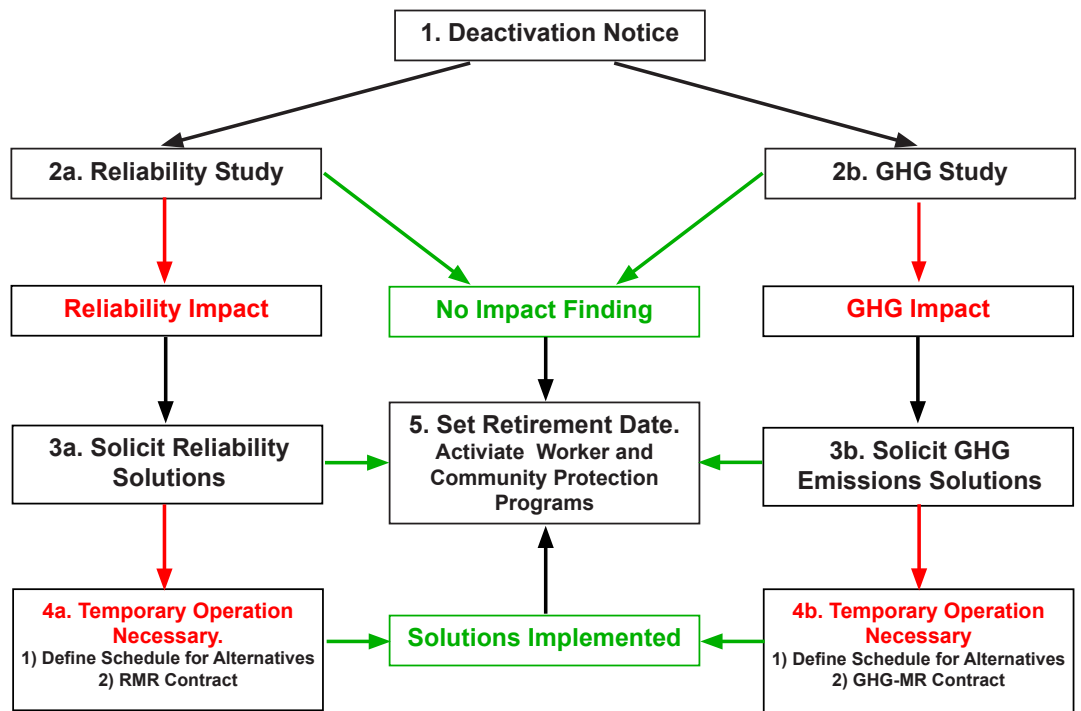 1. Deactivation Notice
2a. Reliability Study
2b. GHG Study
Reliability Impact
No Impact Finding
GHG Impact
3a. Solicit Reliability
Solutions
5. Set Retirement Date.
Activiate Worker and
Community Protection
Programs
3b. Solicit GHG
Emissions Solutions
4a. Temporary Operation
Necessary.
1) Define Schedule for Alternatives
2) RMR Contract
Solutions Implemented
4b. Temporary Operation
Necessary
1) Define Schedule for Alternatives
2) GHG-MR Contract